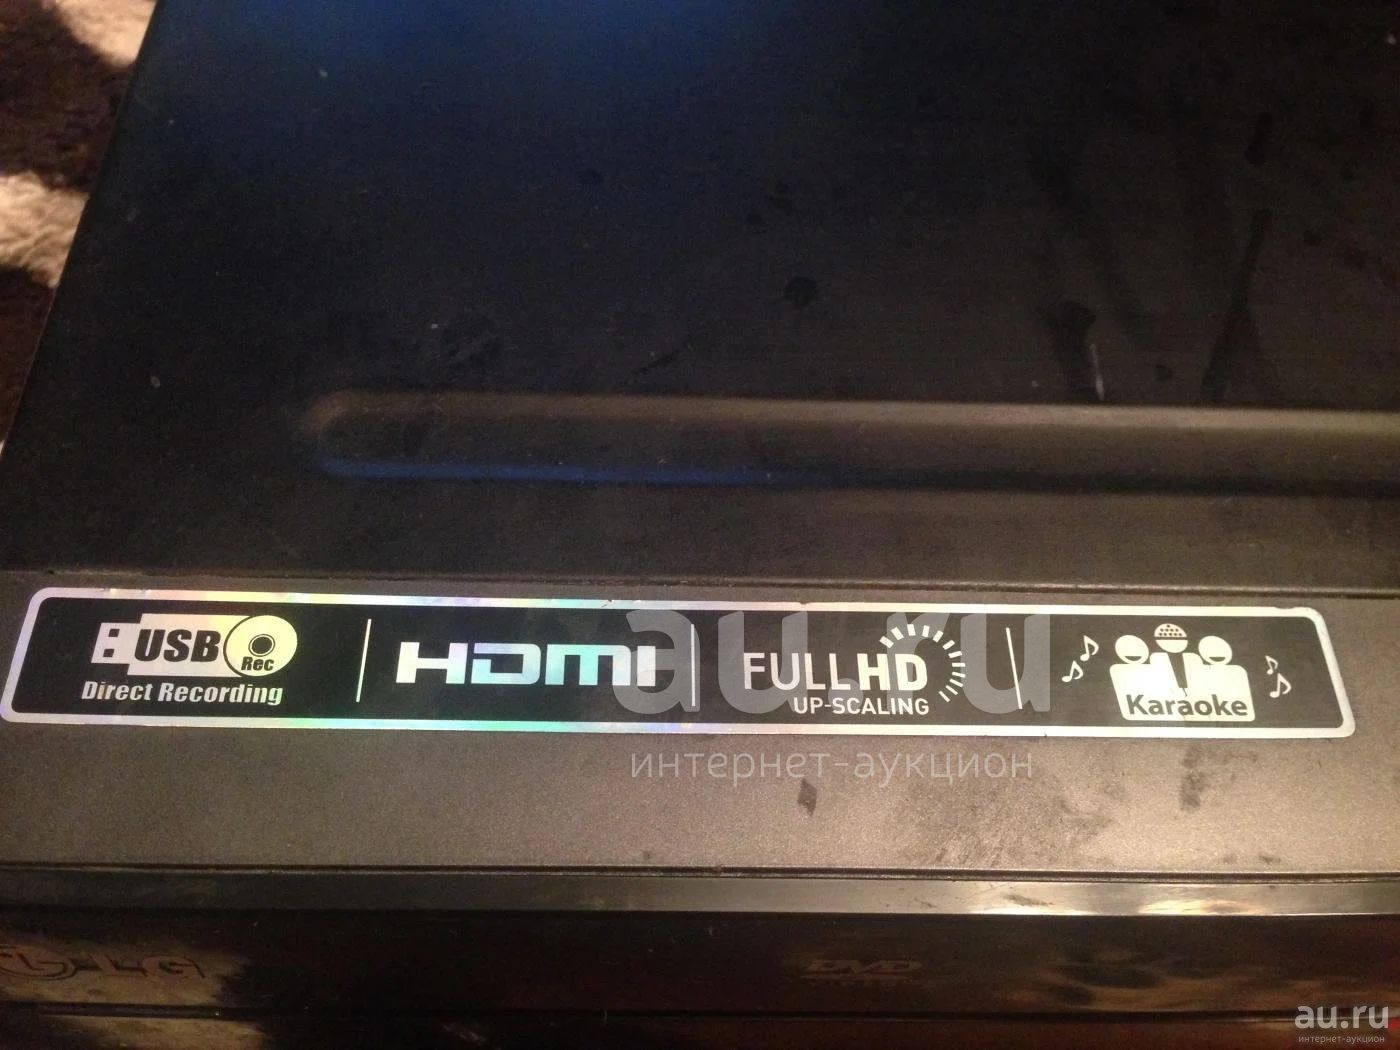 USB Rec
Direct Recording
HDMI
FULL HD
UP-SCALING
Karaoke
au.ru
интернет-аукцион
LG
DVD
au.ru
интернет-аукцион